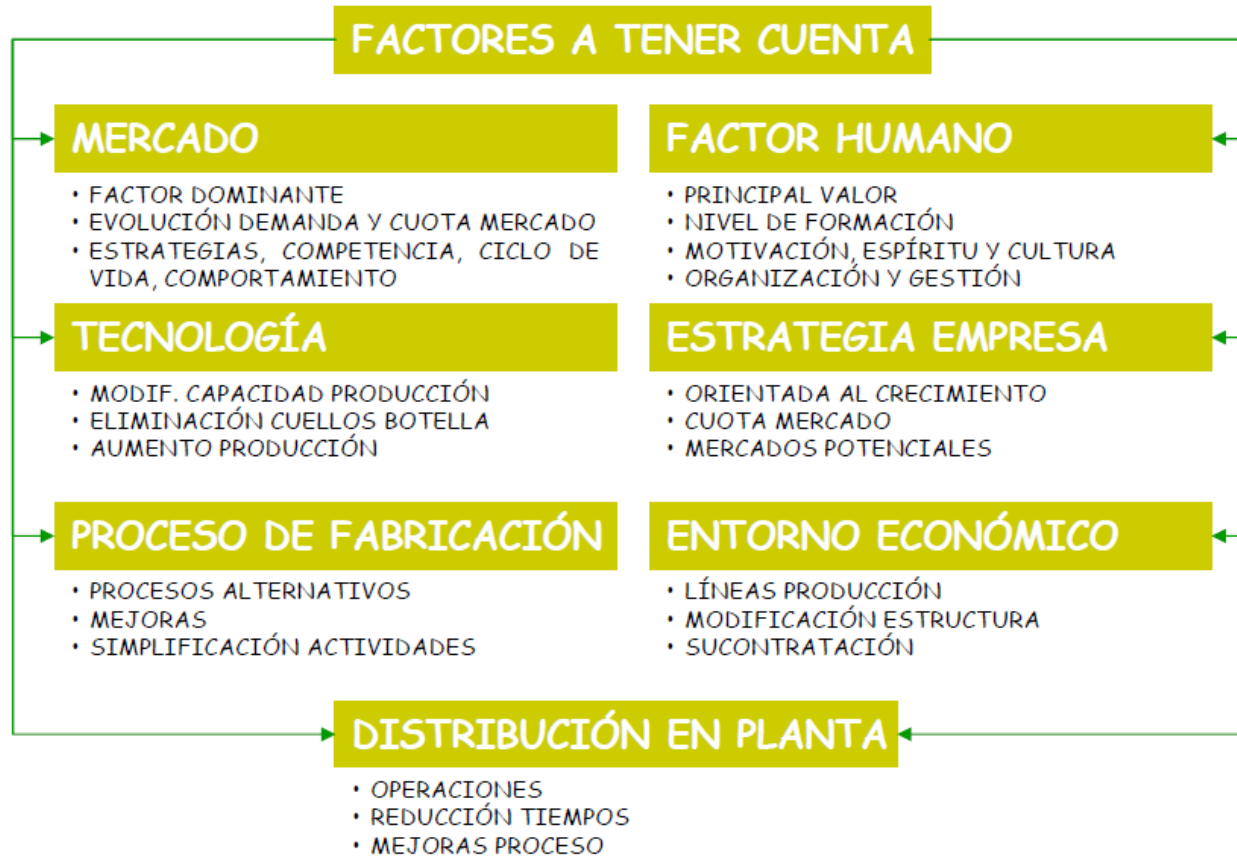 FACTORES A TENER CUENTA
MERCADO
• FACTOR DOMINANTE
• EVOLUCIÓN DEMANDA Y CUOTA MERCADO
• ESTRATEGIAS, COMPETENCIA, CICLO DE
VIDA, COMPORTAMIENTO
FACTOR HUMANO
• PRINCIPAL VALOR
• NIVEL DE FORMACIÓN
• MOTIVACIÓN, ESPÍRITU Y CULTURA
• ORGANIZACIÓN Y GESTIÓN
TECNOLOGÍA
• MODIF. CAPACIDAD PRODUCCIÓN
• ELIMINACIÓN CUELLOS BOTELLA
• AUMENTO PRODUCCIÓN
ESTRATEGIA EMPRESA
• ORIENTADA AL CRECIMIENTO
• CUOTA MERCADO
• MERCADOS POTENCIALES
PROCESO DE FABRICACIÓN
• PROCESOS ALTERNATIVOS
• MEJORAS
• SIMPLIFICACIÓN ACTIVIDADES
ENTORNO ECONÓMICO
• LÍNEAS PRODUCCIÓN
• MODIFICACIÓN ESTRUCTURA
• SUCONTRATACIÓN
DISTRIBUCIÓN EN PLANTA
• OPERACIONES
• REDUCCIÓN TIEMPOS
• MEJORAS PROCESO